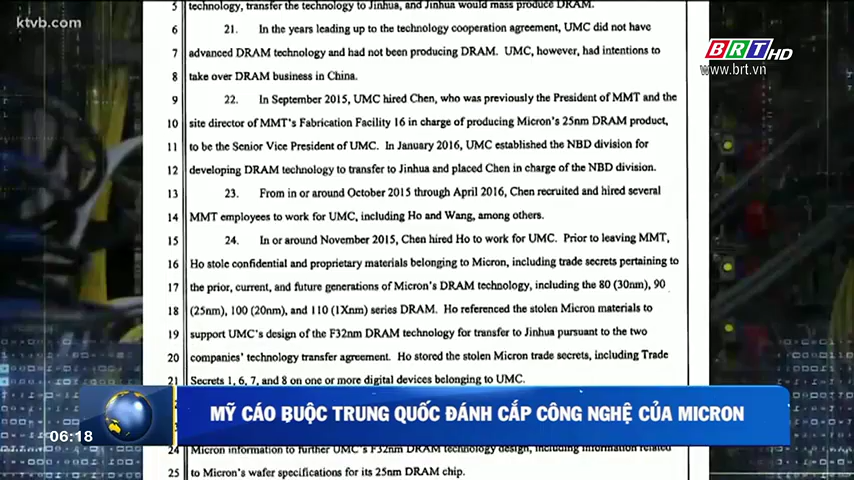 ktvb.com
BRT HD
www.brt.vn
5 technology, transfer the technology to Jinhua, and Jinhua would mass produce DRAM.
6 21. In the years leading up to the technology cooperation agreement, UMC did not have
7 advanced DRAM technology and had not been producing DRAM. UMC, however, had intentions to
8 take over DRAM business in China.
9 22. In September 2015, UMC hired Chen, who was previously the President of MMT and the
10 site director of MMT's Fabrication Facility 16 in charge of producing Micron's 25nm DRAM product,
11 to be the Senior Vice President of UMC. In January 2016, UMC established the NBD division for
12 developing DRAM technology to transfer to Jinhua and placed Chen in charge of the NBD division.
13 23. From in or around October 2015 through April 2016, Chen recruited and hired several
14 MMT employees to work for UMC, including Ho and Wang, among others.
15 24. In or around November 2015, Chen hired Ho to work for UMC. Prior to leaving MMT,
16 Ho stole confidential and proprietary materials belonging to Micron, including trade secrets pertaining to
17 the prior, current, and future generations of Micron's DRAM technology, including the 80 (30nm), 90
18 (25nm), 100 (20nm), and 110 (1Xnm) series DRAM. Ho referenced the stolen Micron materials to
19 support UMC's design of the F32nm DRAM technology for transfer to Jinhua pursuant to the two
20 companies' technology transfer agreement. Ho stored the stolen Micron trade secrets, including Trade
21 Secrets 1, 6, 7, and 8 on one or more digital devices belonging to UMC.
MỸ CÁO BUỘC TRUNG QUỐC ĐÁNH CẮP CÔNG NGHỆ CỦA MICRON
06:18
24 Micron information to further UMC's F32nm DRAM technology design, including information related
25 to Micron's wafer specifications for its 25nm DRAM chip.